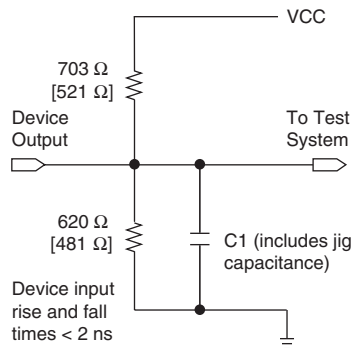 VCC
703 Ω
[521 Ω]
Device
Output
To Test
System
620 Ω
[481 Ω]
C1 (includes jig
capacitance)
Device input
rise and fall
times < 2 ns